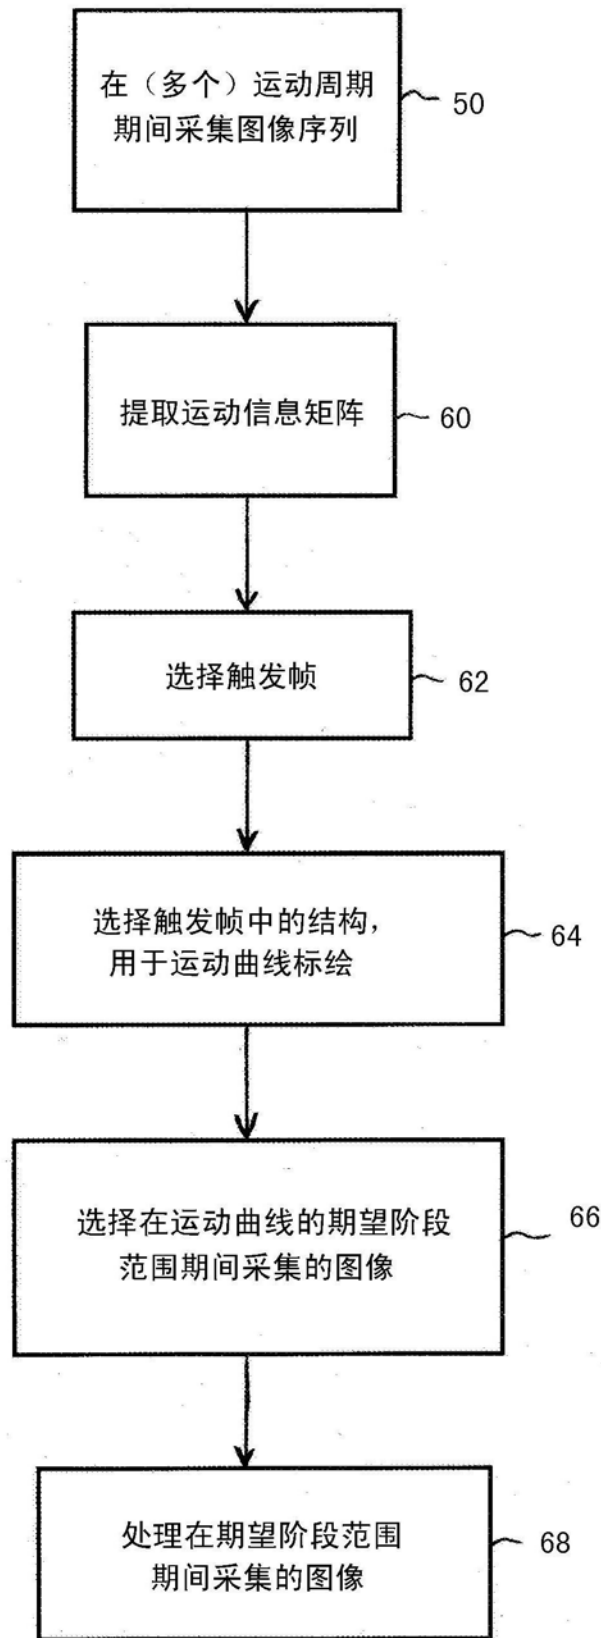 在（多个）运动周期
期间采集图像序列
50
提取运动信息矩阵
60
选择触发帧
62
选择触发帧中的结构，
用于运动曲线标绘
64
选择在运动曲线的期望阶段
范围期间采集的图像
66
处理在期望阶段范围
期间采集的图像
68